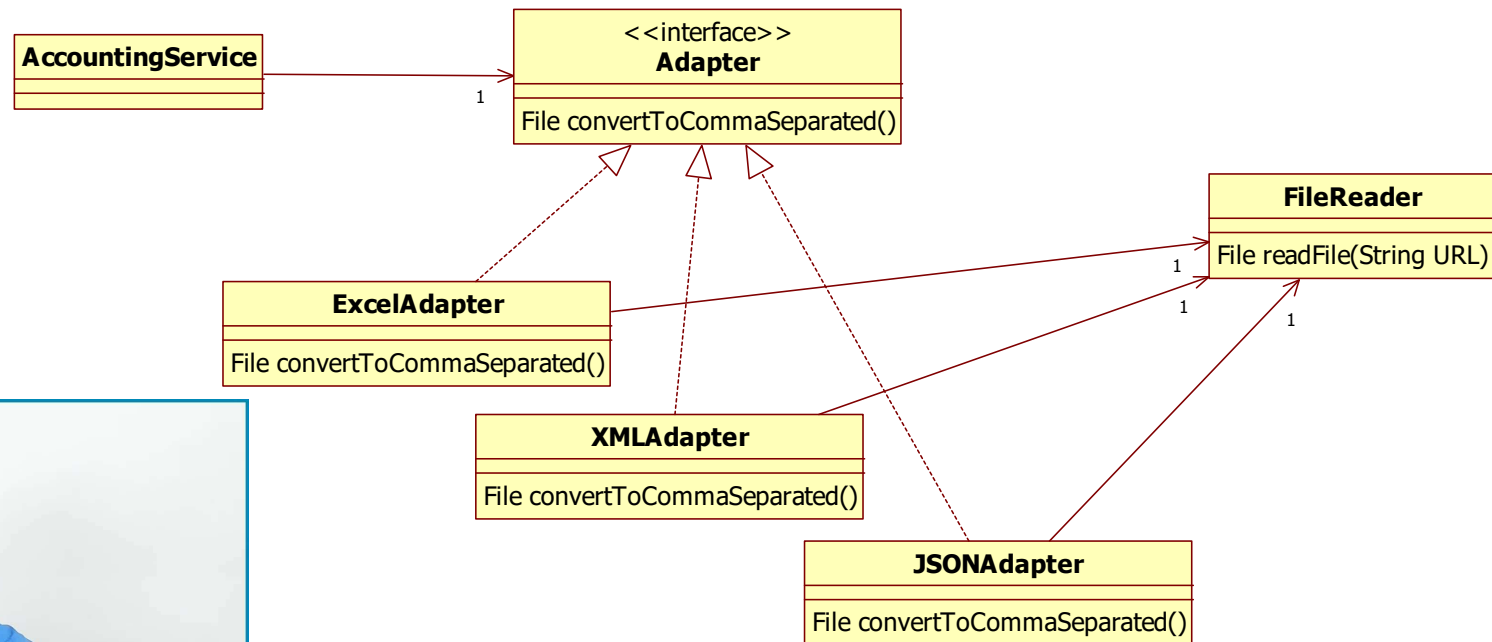 <<interface>>
Adapter
File convertToCommaSeparated()
AccountingService
1
FileReader
File readFile(String URL)
1
1
1
ExcelAdapter
File convertToCommaSeparated()
XMLAdapter
File convertToCommaSeparated()
JSONAdapter
File convertToCommaSeparated()